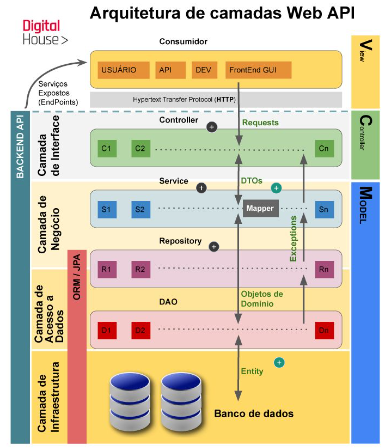 Arquitetura de camadas Web API
Digital
House >
Consumidor
View
USUÁRIO
API
DEV
FrontEnd GUI
Serviços
Expostos
(EndPoints)
Hypertext Transfer Protocol (HTTP)
BACKEND API
Camada
de Interface
Controller
+
Requests
C1
C2
Cn
Controller
Camada de
Negócio
Service
+
DTOs
+
S1
S2
Mapper
Sn
MODEL
Exceptions
Repository
+
R1
R2
Rn
ORM / JPA
Camada de
Acesso a
Dados
DAO
Objetos de
Domínio
D1
D2
Dn
Camada de
Infraestrutura
Entity
+
Banco de dados